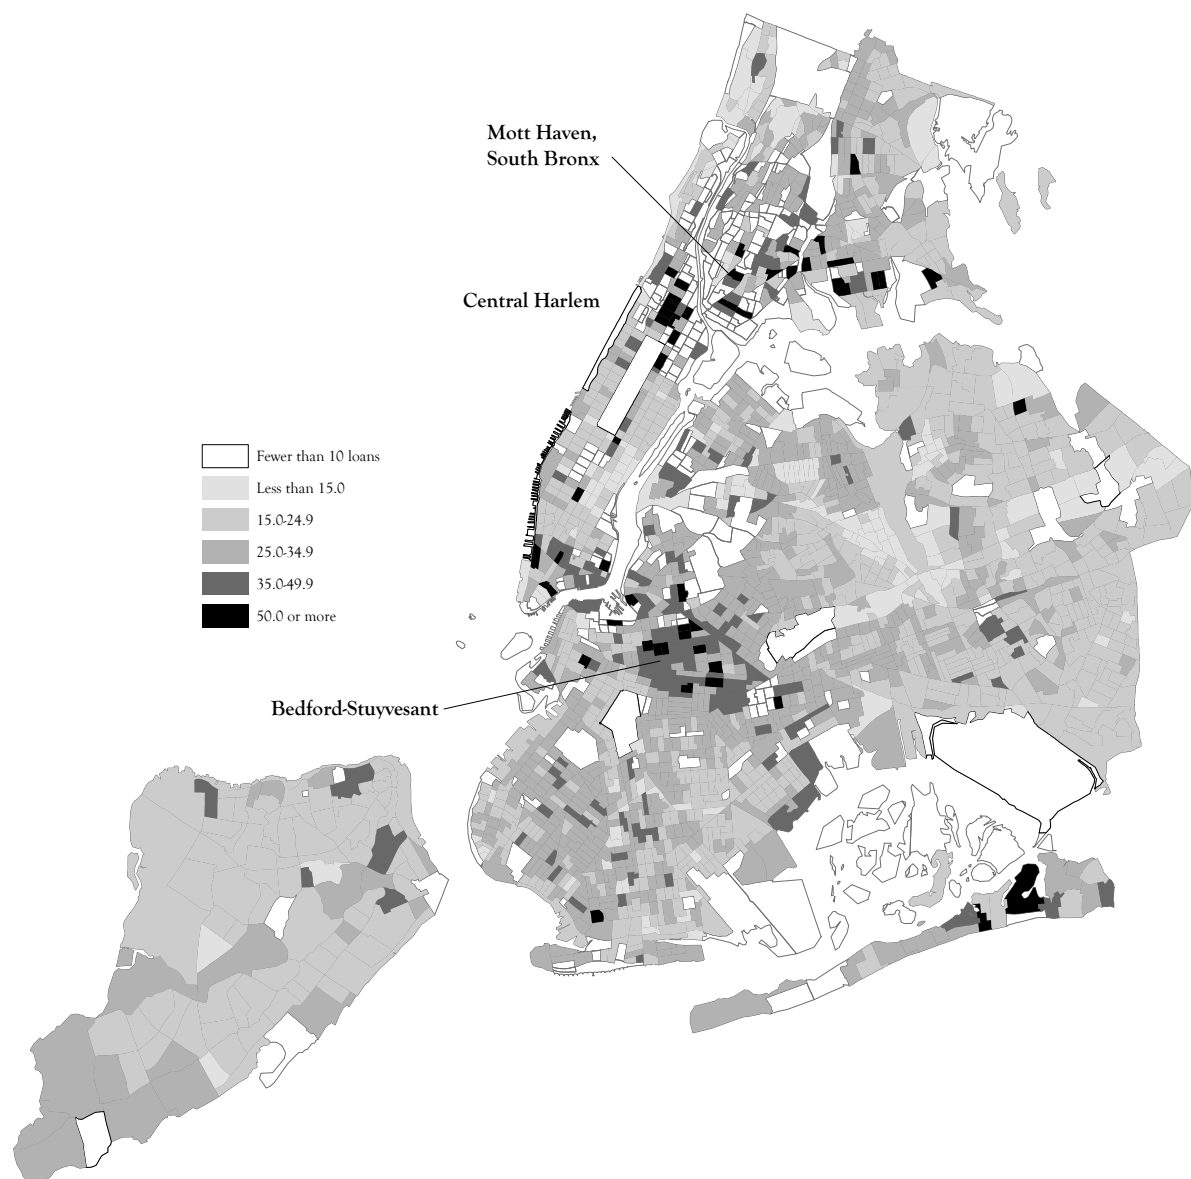 Mott Haven,
South Bronx
Central Harlem
Fewer than 10 loans
Less than 15.0
15.0-24.9
25.0-34.9
35.0-49.9
50.0 or more
Bedford-Stuyvesant